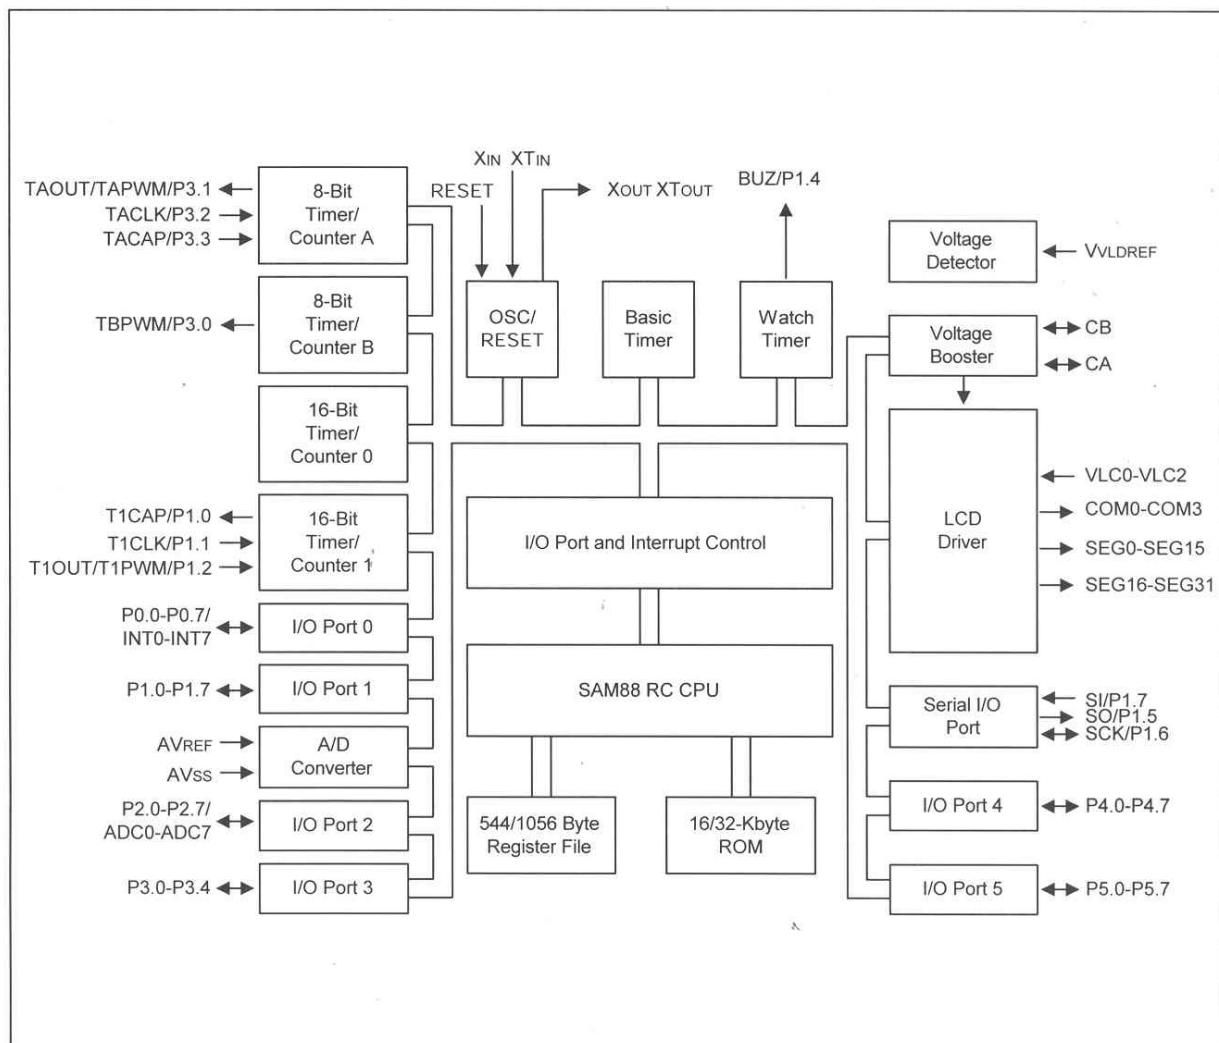 XIN XTIN
RESET
XOUT XTOUT
BUZ/P1.4
TAOUT/TAPWM/P3.1
TACLK/P3.2
TACAP/P3.3
8-Bit
Timer/
Counter A
TBPWM/P3.0
8-Bit
Timer/
Counter B
16-Bit
Timer/
Counter 0
T1CAP/P1.0
T1CLK/P1.1
T1OUT/T1PWM/P1.2
16-Bit
Timer/
Counter 1
P0.0-P0.7/
INT0-INT7
I/O Port 0
P1.0-P1.7
I/O Port 1
AVREF
AVSS
A/D
Converter
P2.0-P2.7/
ADC0-ADC7
I/O Port 2
P3.0-P3.4
I/O Port 3
OSC/
RESET
Basic
Timer
Watch
Timer
I/O Port and Interrupt Control
SAM88 RC CPU
544/1056 Byte
Register File
16/32-Kbyte
ROM
Voltage
Detector
VVLDREF
Voltage
Booster
CB
CA
LCD
Driver
VLC0-VLC2
COM0-COM3
SEG0-SEG15
SEG16-SEG31
Serial I/O
Port
SI/P1.7
SO/P1.5
SCK/P1.6
I/O Port 4
P4.0-P4.7
I/O Port 5
P5.0-P5.7